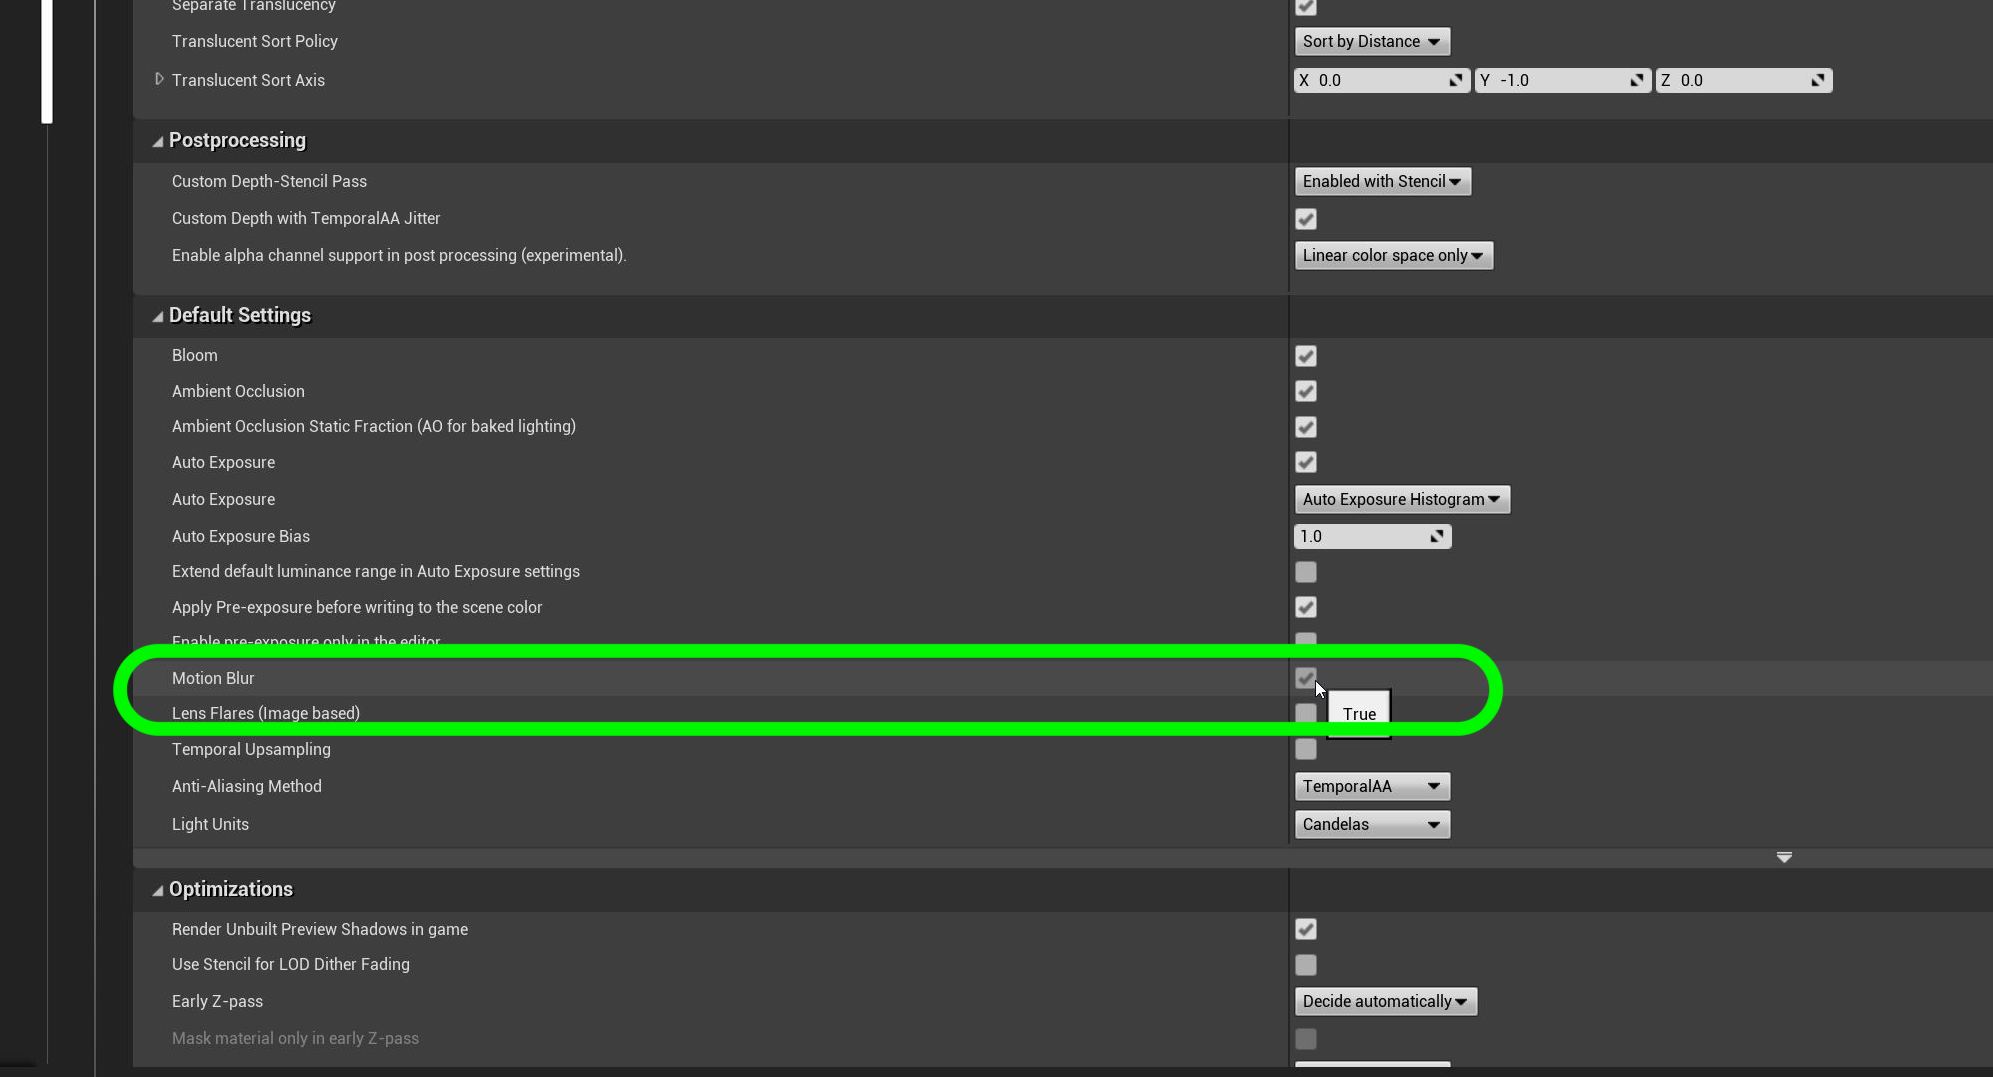 Separate Translucency
Translucent Sort Policy Sort by Distance
Translucent Sort Axis X 0.0 Y -1.0 Z 0.0
Postprocessing
Custom Depth-Stencil Pass Enabled with Stencil
Custom Depth with TemporalAA Jitter
Enable alpha channel support in post processing (experimental). Linear color space only
Default Settings
Bloom
Ambient Occlusion
Ambient Occlusion Static Fraction (AO for baked lighting)
Auto Exposure
Auto Exposure Auto Exposure Histogram
Auto Exposure Bias 1.0
Extend default luminance range in Auto Exposure settings
Apply Pre-exposure before writing to the scene color
Enable pre-exposure only in the editor
Motion Blur
Lens Flares (Image based) True
Temporal Upsampling
Anti-Aliasing Method TemporalAA
Light Units Candelas
Optimizations
Render Unbuilt Preview Shadows in game
Use Stencil for LOD Dither Fading
Early Z-pass Decide automatically
Mask material only in early Z-pass